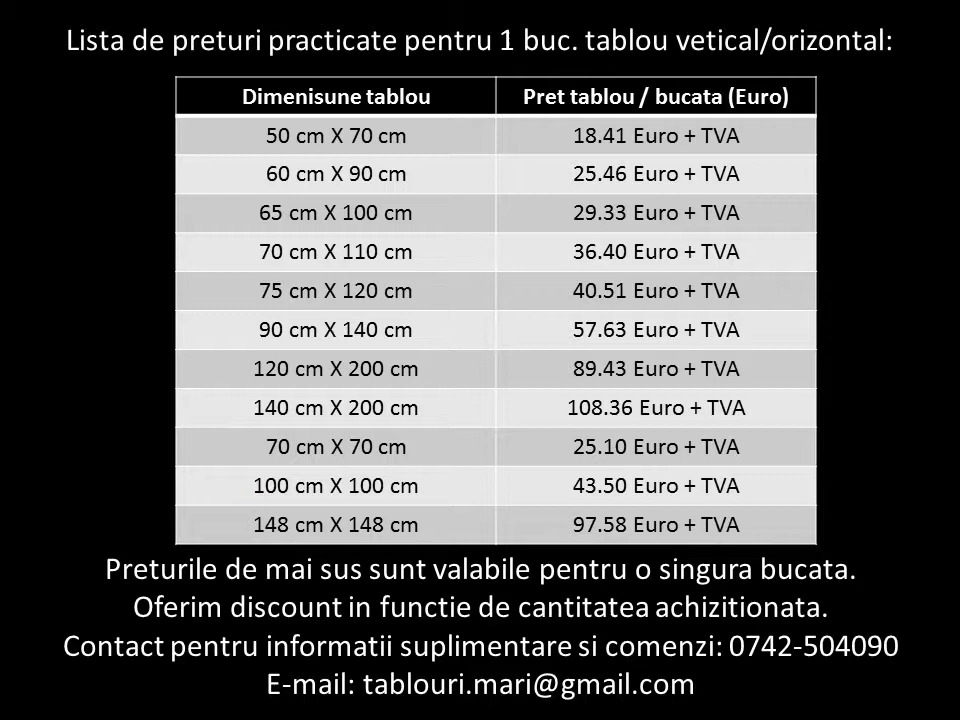 Lista de preturi practicate pentru 1 buc. tablou vetical/orizontal:
Dimenisune tablou Pret tablou / bucata (Euro)
50 cm X 70 cm 18.41 Euro + TVA
60 cm X 90 cm 25.46 Euro + TVA
65 cm X 100 cm 29.33 Euro + TVA
70 cm X 110 cm 36.40 Euro + TVA
75 cm X 120 cm 40.51 Euro + TVA
90 cm X 140 cm 57.63 Euro + TVA
120 cm X 200 cm 89.43 Euro + TVA
140 cm X 200 cm 108.36 Euro + TVA
70 cm X 70 cm 25.10 Euro + TVA
100 cm X 100 cm 43.50 Euro + TVA
148 cm X 148 cm 97.58 Euro + TVA
Preturile de mai sus sunt valabile pentru o singura bucata.
Oferim discount in functie de cantitatea achizitionata.
Contact pentru informatii suplimentare si comenzi: 0742-504090
E-mail: tablouri.mari@gmail.com